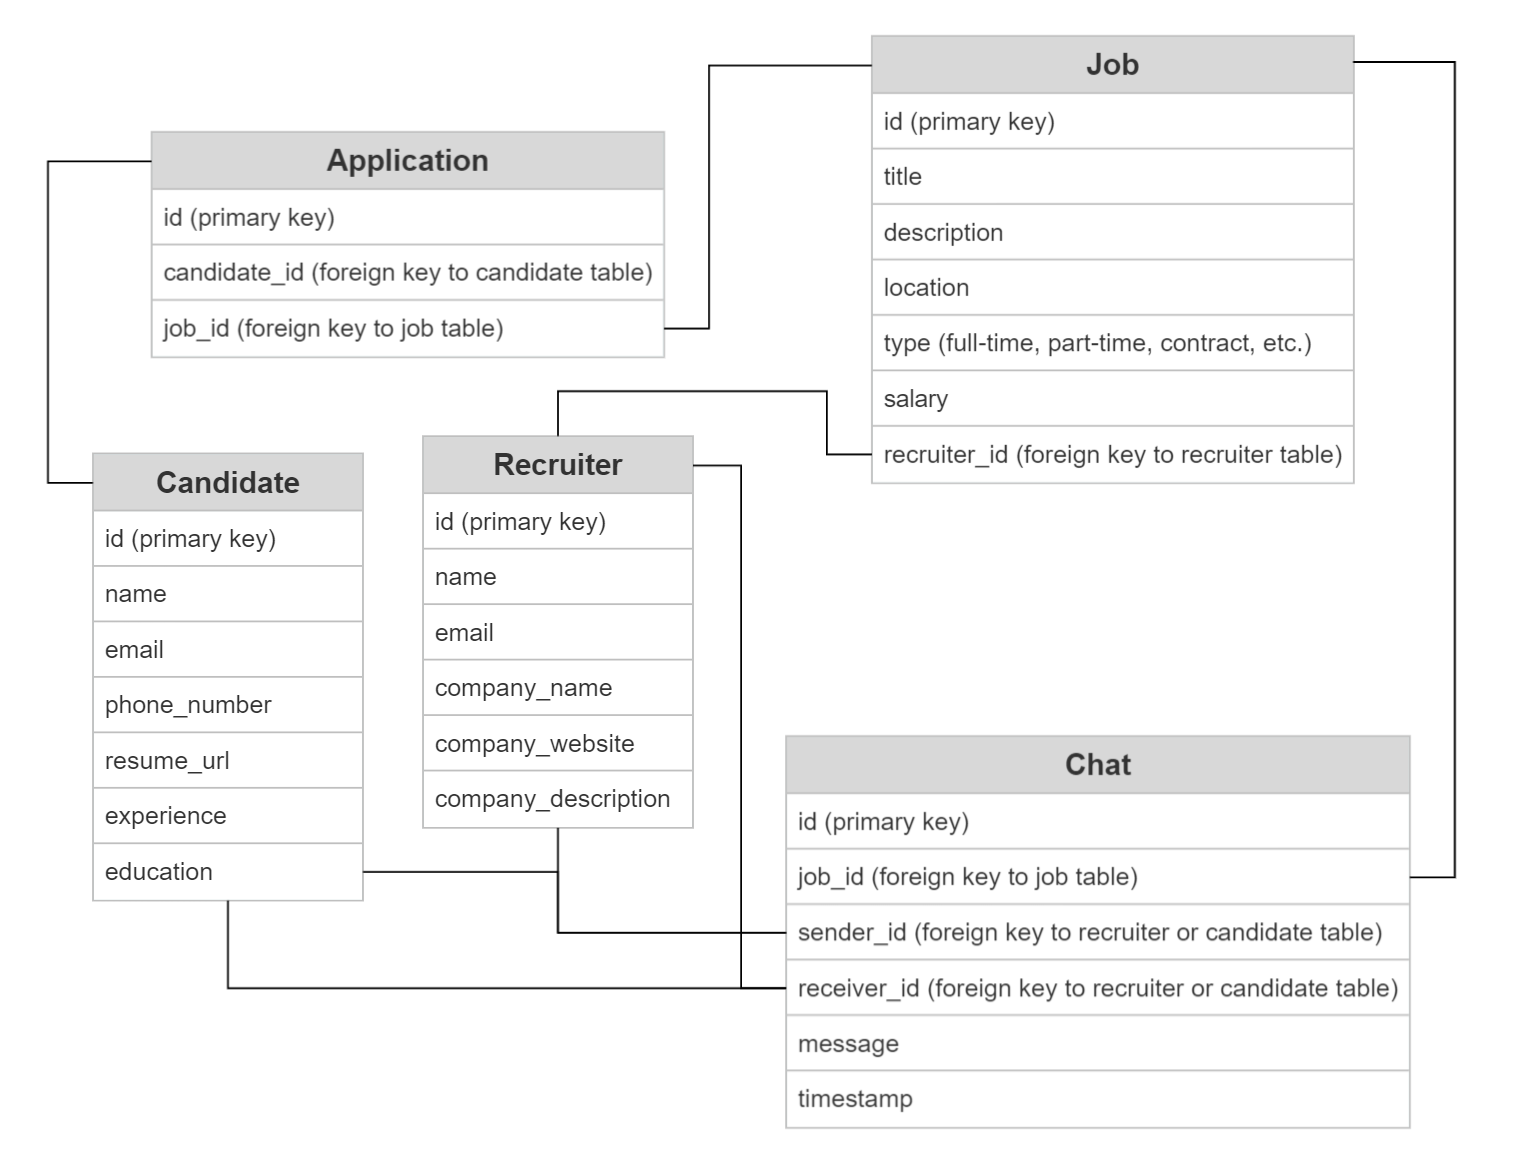 Job
id (primary key)
title
description
location
type (full-time, part-time, contract, etc.)
salary
recruiter_id (foreign key to recruiter table)
Application
id (primary key)
candidate_id (foreign key to candidate table)
job_id (foreign key to job table)
Candidate
id (primary key)
name
email
phone_number
resume_url
experience
education
Recruiter
id (primary key)
name
email
company_name
company_website
company_description
Chat
id (primary key)
job_id (foreign key to job table)
sender_id (foreign key to recruiter or candidate table)
receiver_id (foreign key to recruiter or candidate table)
message
timestamp